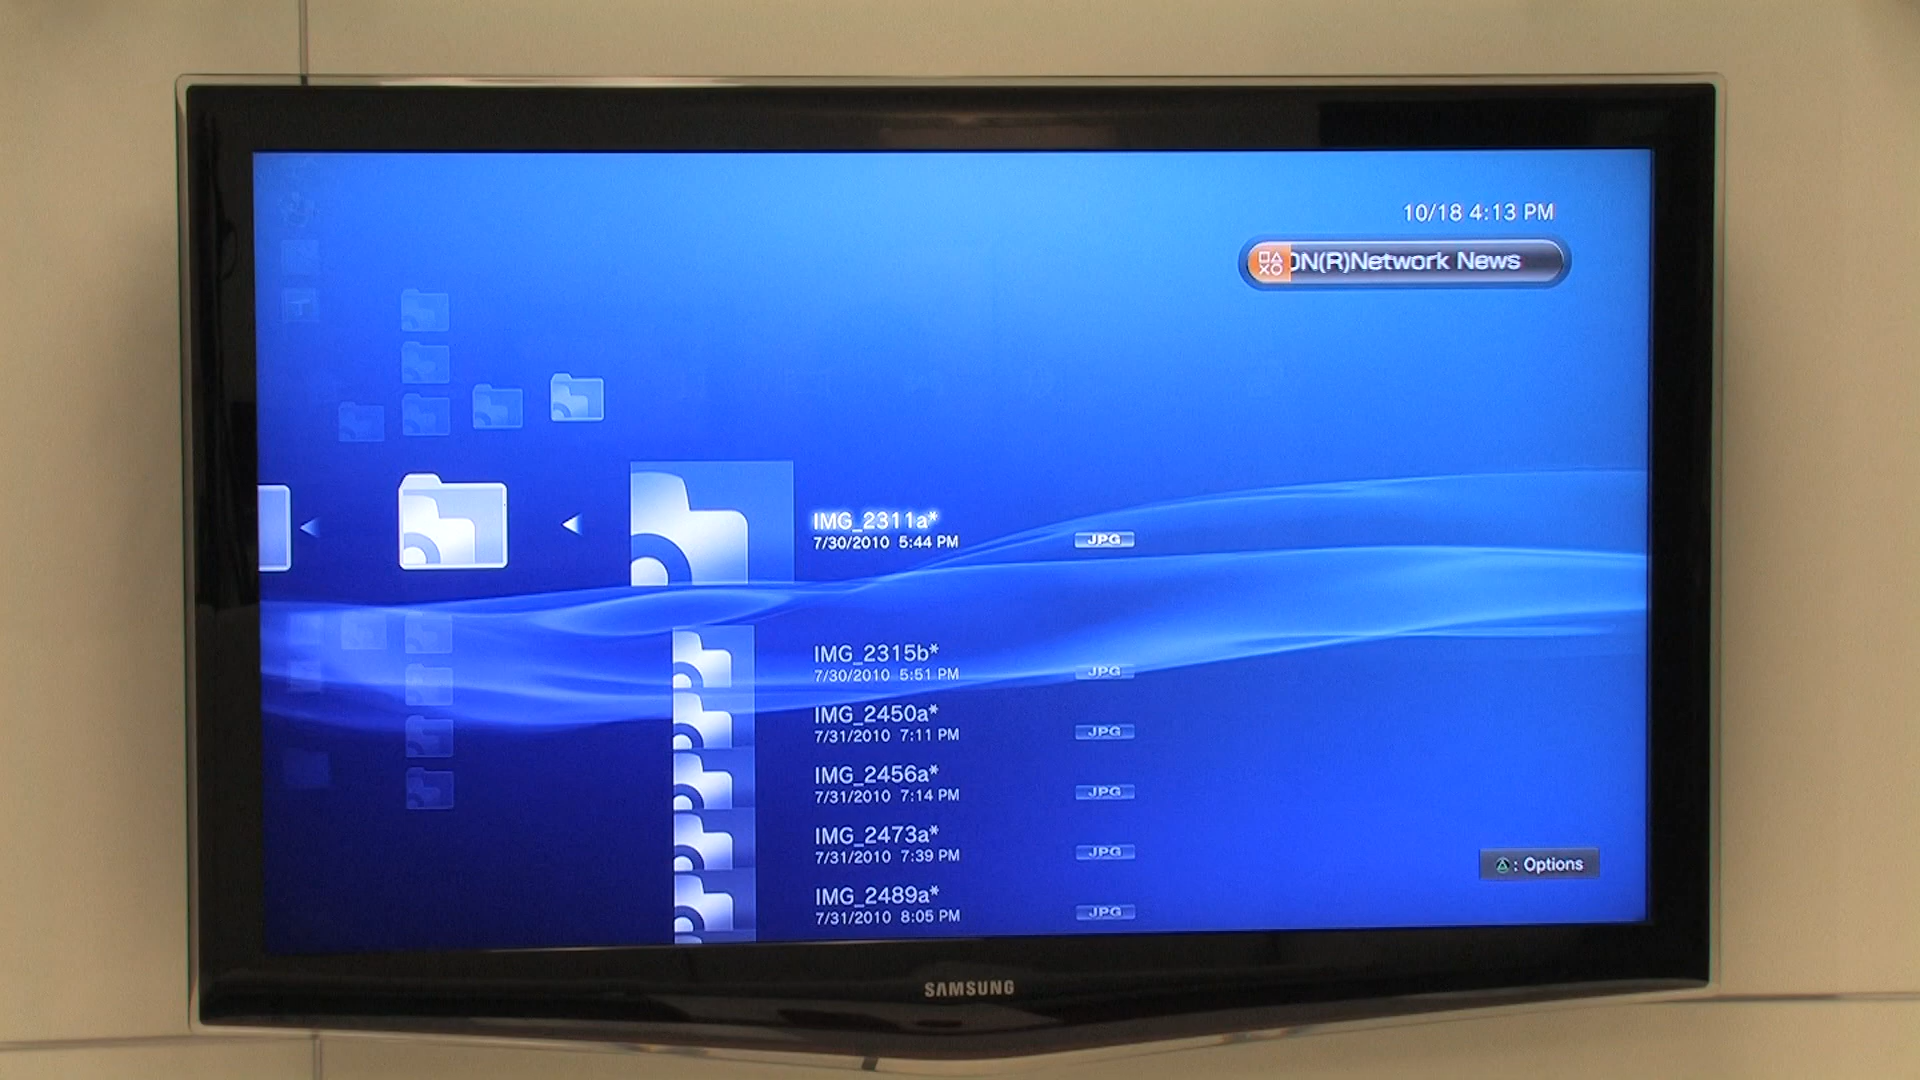 10/18 4:13 PM
ON(R)Network News
IMG_2311a*
7/30/2010 5:44 PM
JPG
IMG_2315b*
7/30/2010 5:51 PM
JPG
IMG_2450a*
7/31/2010 7:11 PM
JPG
IMG_2456a*
7/31/2010 7:14 PM
JPG
IMG_2473a*
7/31/2010 7:39 PM
JPG
IMG_2489a*
7/31/2010 8:05 PM
JPG
: Options
SAMSUNG